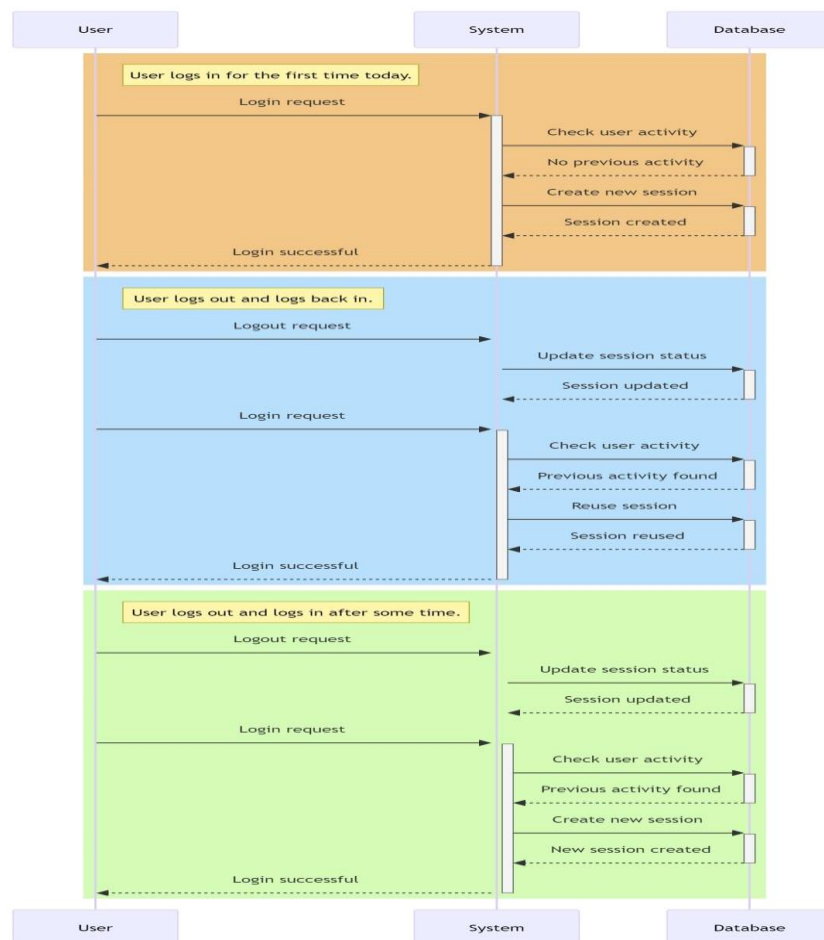 User System Database
User logs in for the first time today.
Login request
Check user activity
No previous activity
Create new session
Session created
Login successful
User logs out and logs back in.
Logout request
Update session status
Session updated
Login request
Check user activity
Previous activity found
Reuse session
Session reused
Login successful
User logs out and logs in after some time.
Logout request
Update session status
Session updated
Login request
Check user activity
Previous activity found
Create new session
New session created
Login successful
User System Database